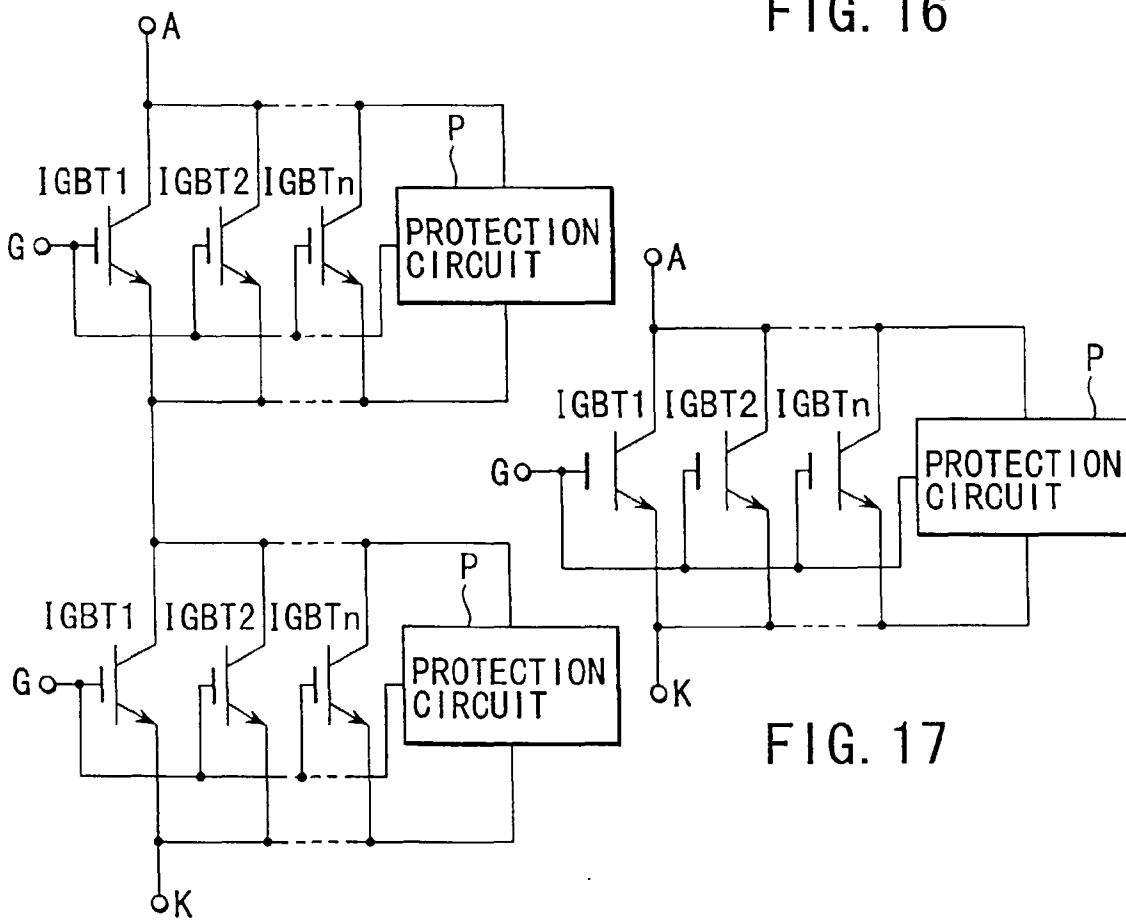 FIG. 16
A
P
IGBT1 IGBT2 IGBTn
G
PROTECTION
CIRCUIT
P
IGBT1 IGBT2 IGBTn
G
PROTECTION
CIRCUIT
K
A
P
IGBT1 IGBT2 IGBTn
G
PROTECTION
CIRCUIT
K
FIG. 17